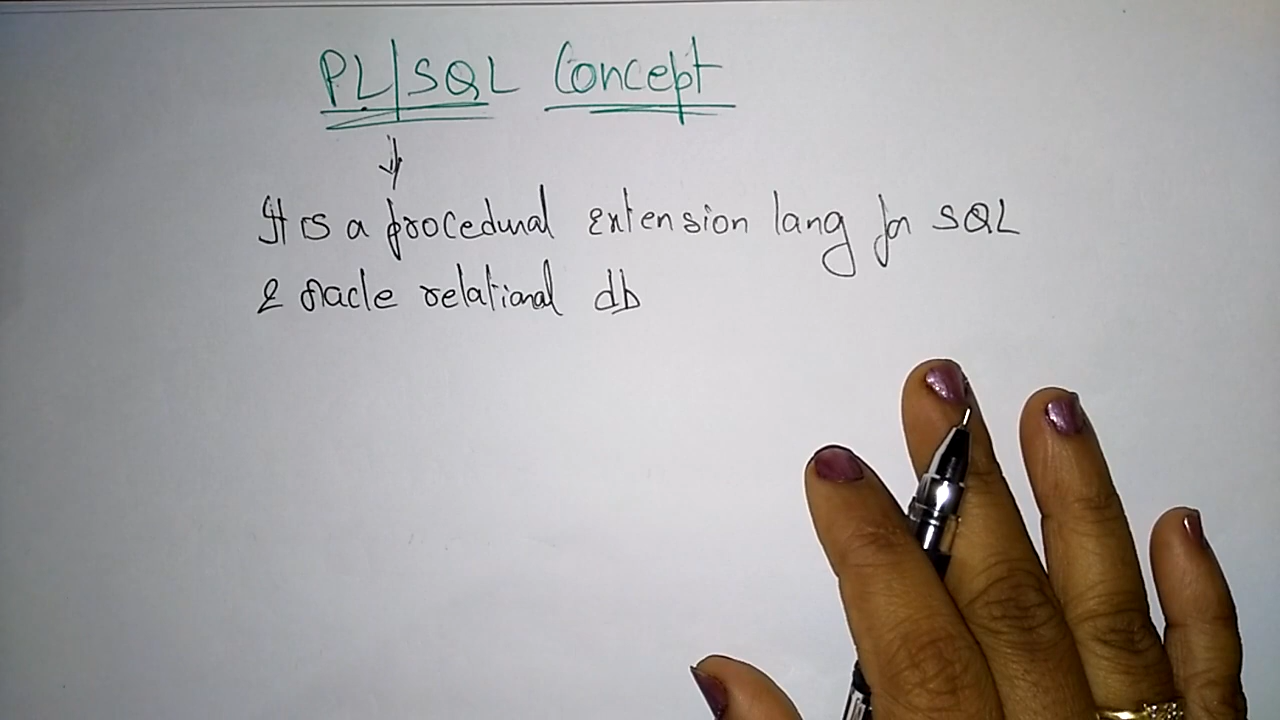 PL/SQL Concept
It is a procedural extension lang for SQL
& oracle relational db